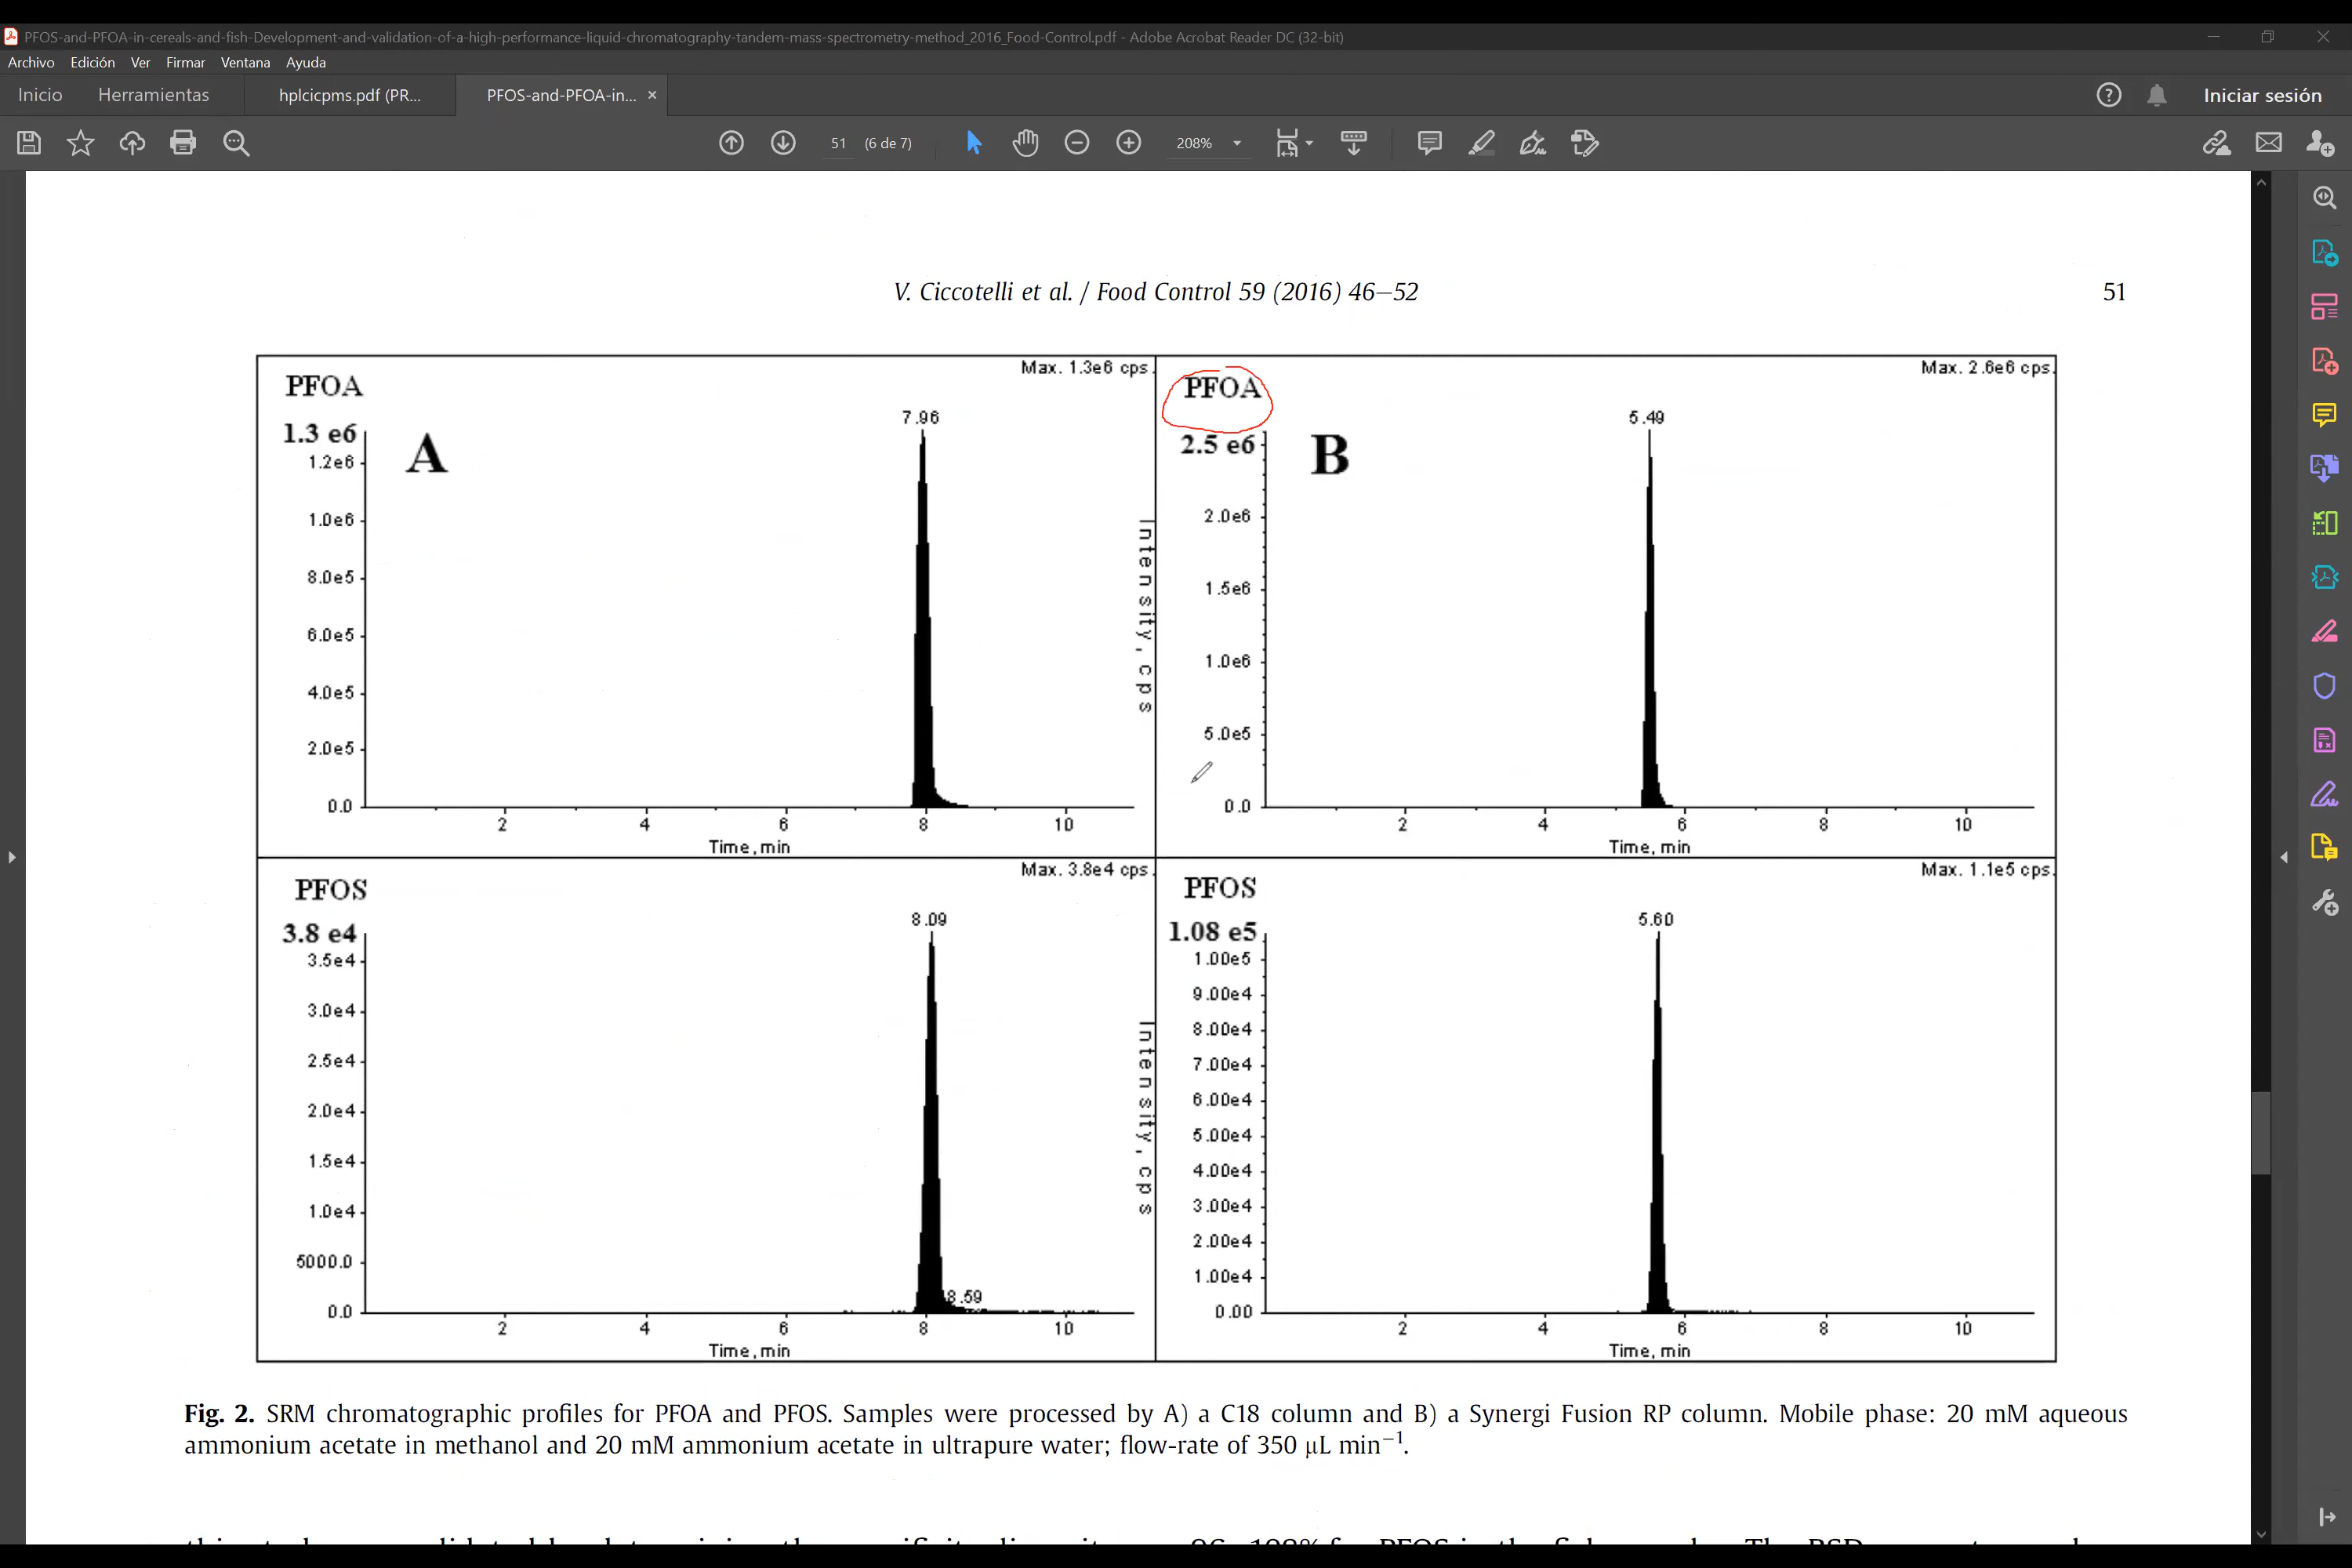 PFOS-and-PFOA-in-cereals-and-fish-Development-and-validation-of-a-high-performance-liquid-chromatography-tandem-mass-spectrometry-method_2016_Food-Control.pdf - Adobe Acrobat Reader DC (32-bit)
Archivo Edición Ver Firmar Ventana Ayuda
Inicio Herramientas hplcicpms.pdf (PR... PFOS-and-PFOA-in... × Iniciar sesión
51 (6 de 7) 208%
V. Ciccotelli et al. / Food Control 59 (2016) 46–52 51
PFOA
Max. 1.3e6 cps.
7.96
1.3 e6
A
1.2e6
1.0e6
8.0e5
6.0e5
4.0e5
2.0e5
0.0
2 4 6 8 10
Time, min
Intensity, cps
PFOA
Max. 2.6e6 cps.
5.49
2.5 e6
B
2.0e6
1.5e6
1.0e6
5.0e5
0.0
2 4 6 8 10
Time, min
PFOS
Max. 3.8e4 cps.
8.09
3.8 e4
3.5e4
3.0e4
2.5e4
2.0e4
1.5e4
1.0e4
5000.0
0.0
8.59
2 4 6 8 10
Time, min
Intensity, cps
PFOS
Max. 1.1e5 cps.
5.60
1.08 e5
1.00e5
9.00e4
8.00e4
7.00e4
6.00e4
5.00e4
4.00e4
3.00e4
2.00e4
1.00e4
0.00
2 4 6 8 10
Time, min
Fig. 2. SRM chromatographic profiles for PFOA and PFOS. Samples were processed by A) a C18 column and B) a Synergi Fusion RP column. Mobile phase: 20 mM aqueous
ammonium acetate in methanol and 20 mM ammonium acetate in ultrapure water; flow-rate of 350 μL min−1.